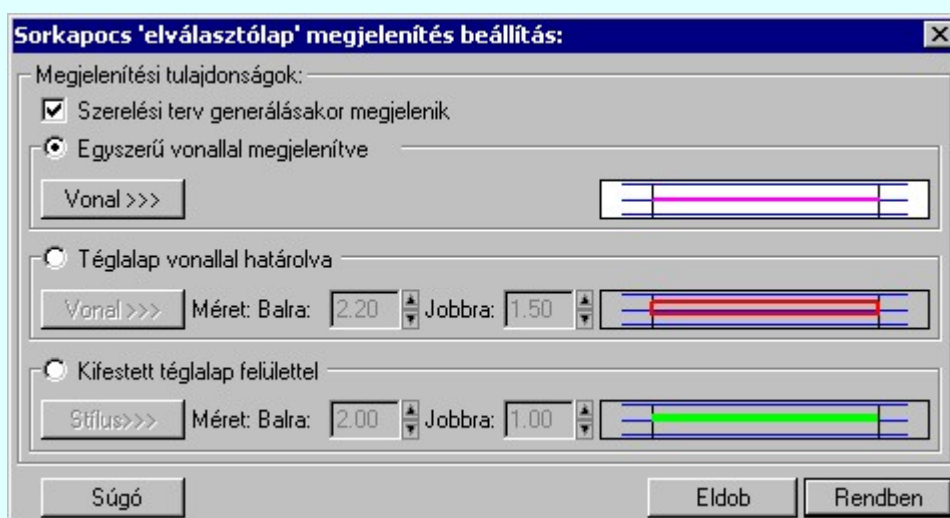 Sorkapocs 'elválasztólap' megjelenítés beállítás:
Megjelenítési tulajdonságok:
Szerelési terv generálásakor megjelenik
Egyszerű vonallal megjelenítve
Vonal >>>
Téglalap vonallal határolva
Vonal >>> Méret: Balra: 2.20 Jobbra: 1.50
Kifestett téglalap felülettel
Stílus>>> Méret: Balra: 2.00 Jobbra: 1.00
Súgó Eldob Rendben